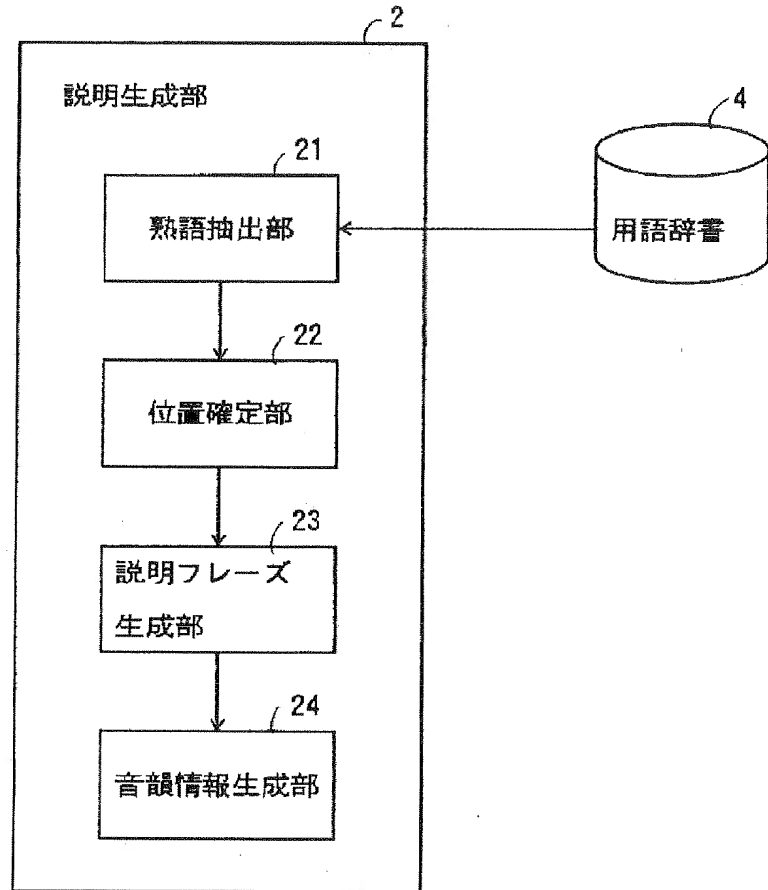 2
説明生成部
4
21
熟語抽出部
用語辞書
22
位置確定部
23
説明フレーズ
生成部
24
音韻情報生成部